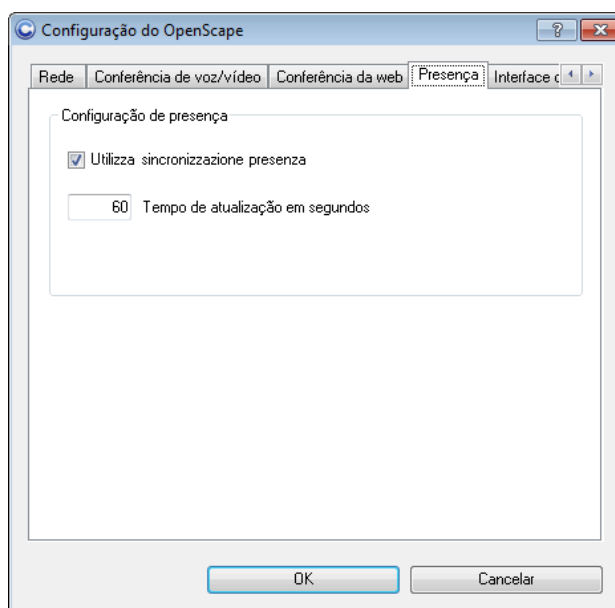 Configuração do OpenScape
Rede Conferência de voz/vídeo Conferência da web Presença Interface c
Configuração de presença
Utilizza sincronizzazione presenza
60 Tempo de atualização em segundos
OK Cancelar